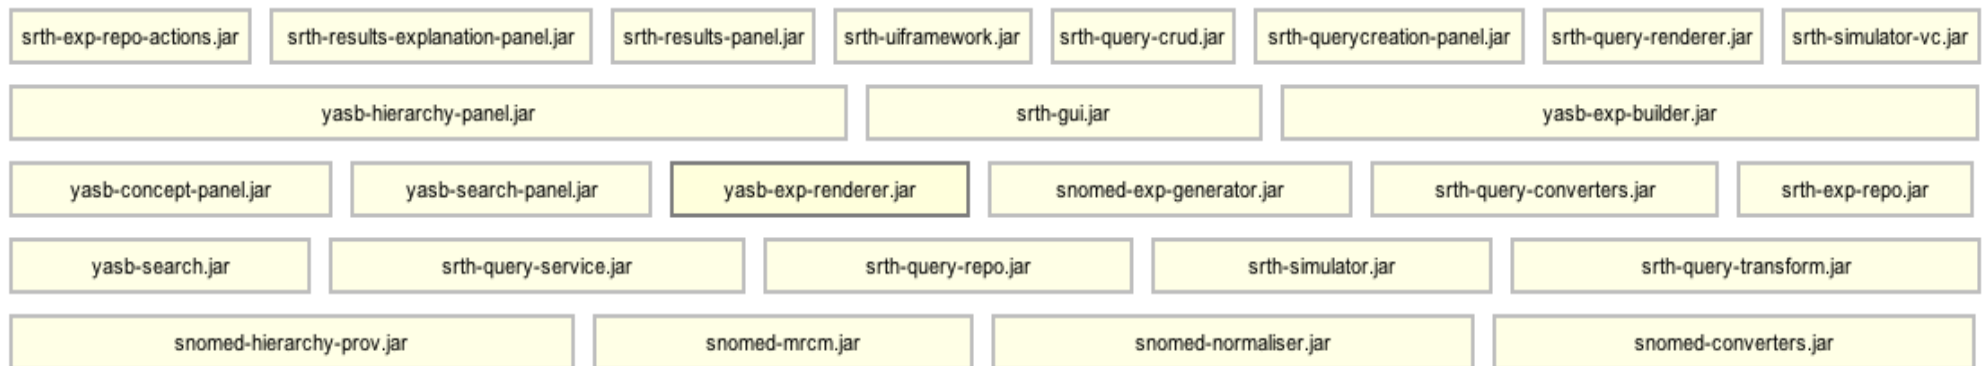 srth-exp-repo-actions.jar srth-results-explanation-panel.jar srth-results-panel.jar srth-uiframework.jar srth-query-crud.jar srth-querycreation-panel.jar srth-query-renderer.jar srth-simulator-vc.jar
yasb-hierarchy-panel.jar srth-gui.jar yasb-exp-builder.jar
yasb-concept-panel.jar yasb-search-panel.jar yasb-exp-renderer.jar snomed-exp-generator.jar srth-query-converters.jar srth-exp-repo.jar
yasb-search.jar srth-query-service.jar srth-query-repo.jar srth-simulator.jar srth-query-transform.jar
snomed-hierarchy-prov.jar snomed-mrcm.jar snomed-normaliser.jar snomed-converters.jar